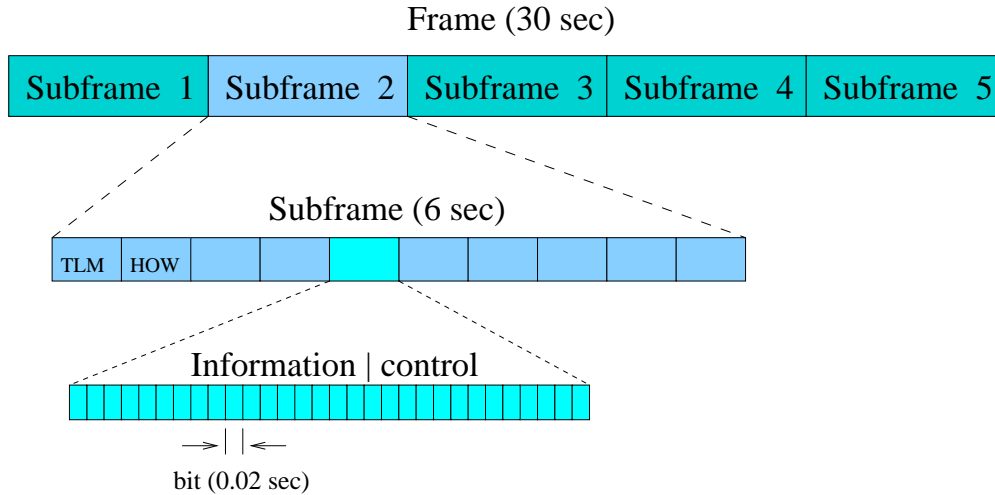 Frame (30 sec)
Subframe 1 Subframe 2 Subframe 3 Subframe 4 Subframe 5
Subframe (6 sec)
TLM HOW
Information | control
bit (0.02 sec)